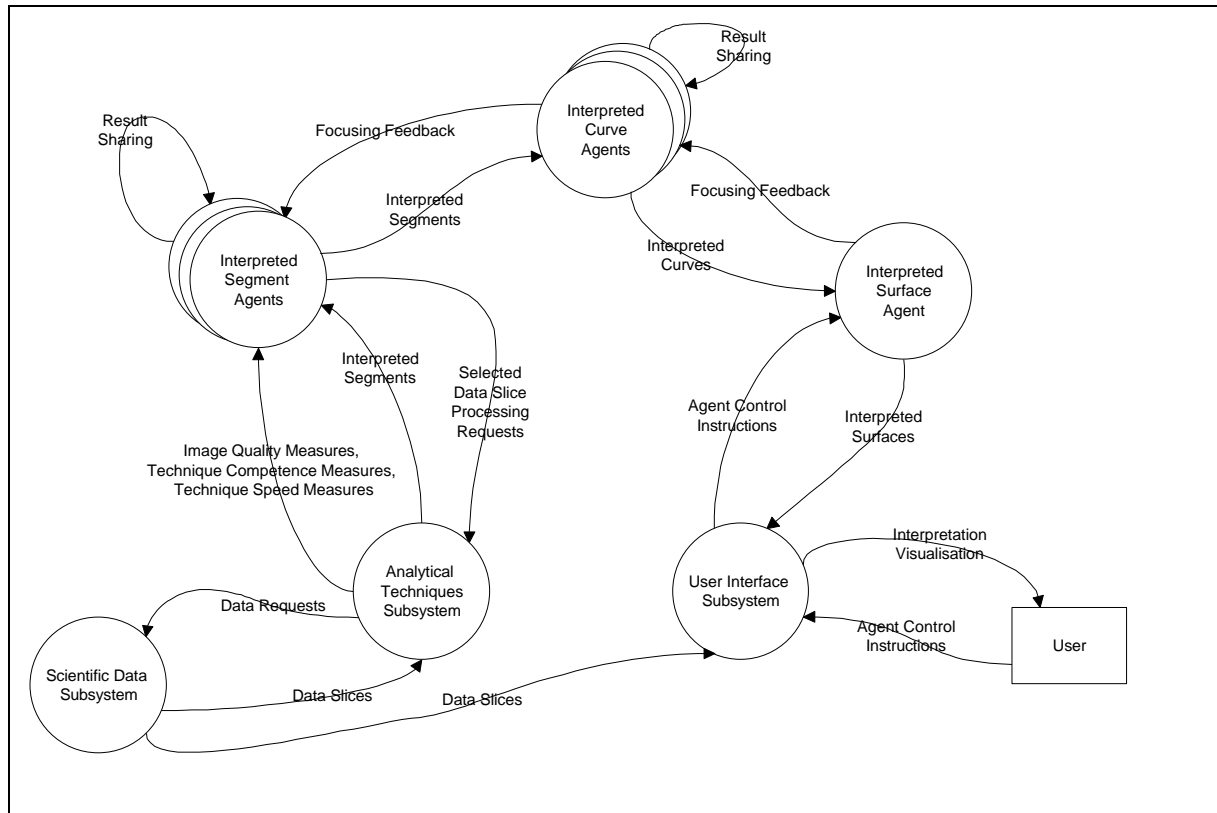 Result
Sharing
Interpreted
Curve
Agents
Result
Sharing
Focusing Feedback
Interpreted
Segments
Focusing Feedback
Interpreted
Curves
Interpreted
Segment
Agents
Interpreted
Surface
Agent
Interpreted
Segments
Selected
Data Slice
Processing
Requests
Agent Control
Instructions
Interpreted
Surfaces
Image Quality Measures,
Technique Competence Measures,
Technique Speed Measures
Analytical
Techniques
Subsystem
User Interface
Subsystem
Interpretation
Visualisation
Data Requests
Agent Control
Instructions
User
Scientific Data
Subsystem
Data Slices
Data Slices